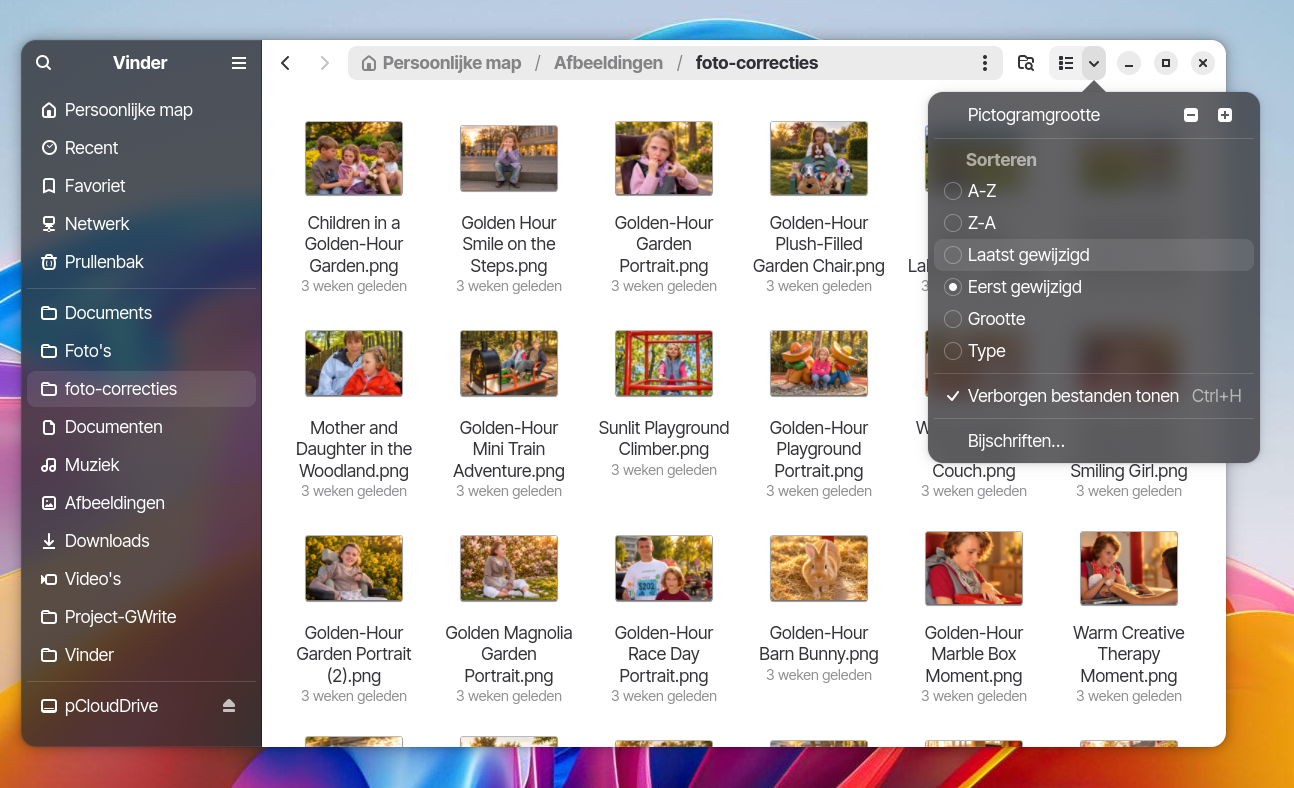 Vinder
Persoonlijke map / Afbeeldingen / foto-correcties
Persoonlijke map
Recent
Favoriet
Netwerk
Prullenbak
Documents
Foto's
foto-correcties
Documenten
Muziek
Afbeeldingen
Downloads
Video's
Project-GWrite
Vinder
pCloudDrive
Children in a
Golden-Hour
Garden.png
3 weken geleden
Golden Hour
Smile on the
Steps.png
3 weken geleden
Golden-Hour
Garden
Portrait.png
3 weken geleden
Golden-Hour
Plush-Filled
Garden Chair.png
3 weken geleden
Mother and
Daughter in the
Woodland.png
3 weken geleden
Golden-Hour
Mini Train
Adventure.png
3 weken geleden
Sunlit Playground
Climber.png
3 weken geleden
Golden-Hour
Playground
Portrait.png
3 weken geleden
Couch.png
3 weken geleden
Smiling Girl.png
3 weken geleden
Golden-Hour
Garden Portrait
(2).png
3 weken geleden
Golden Magnolia
Garden
Portrait.png
3 weken geleden
Golden-Hour
Race Day
Portrait.png
3 weken geleden
Golden-Hour
Barn Bunny.png
3 weken geleden
Golden-Hour
Marble Box
Moment.png
3 weken geleden
Warm Creative
Therapy
Moment.png
3 weken geleden
Pictogramgrootte
Sorteren
A-Z
Z-A
Laatst gewijzigd
Eerst gewijzigd
Grootte
Type
Verborgen bestanden tonen Ctrl+H
Bijschriften...